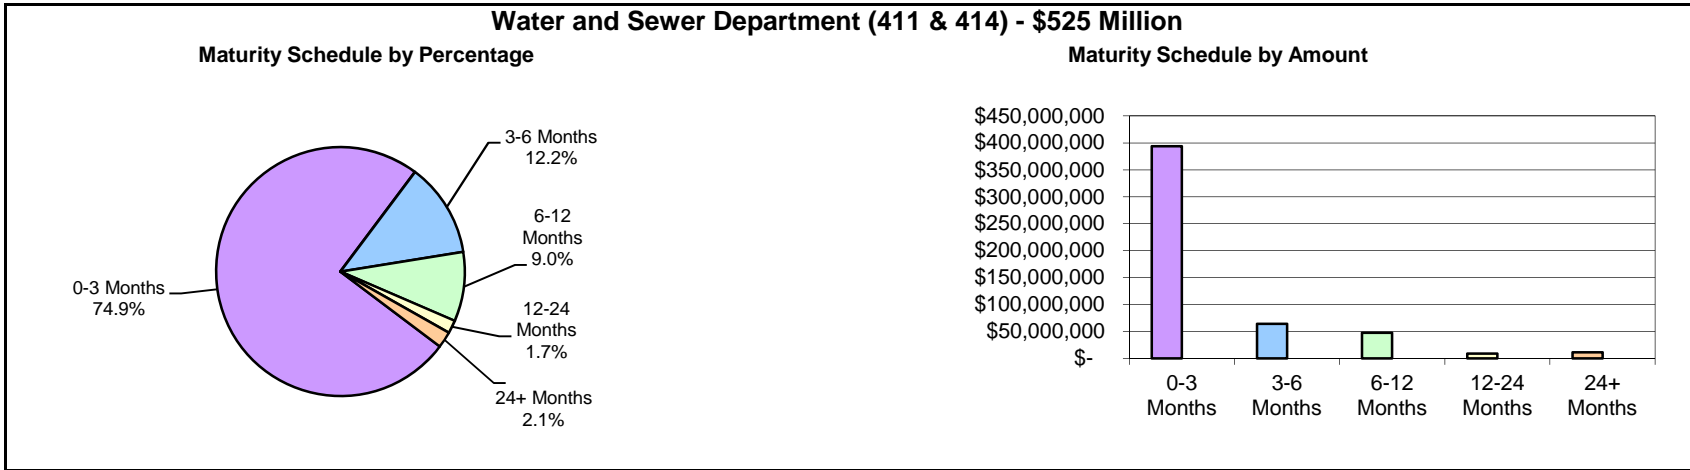 Water and Sewer Department (411 & 414) - $525 Million
Maturity Schedule by Percentage
3-6 Months
12.2%
6-12
Months
9.0%
0-3 Months
74.9%
12-24
Months
1.7%
24+ Months
2.1%
Maturity Schedule by Amount
$450,000,000
$400,000,000
$350,000,000
$300,000,000
$250,000,000
$200,000,000
$150,000,000
$100,000,000
$50,000,000
$-
0-3 3-6 6-12 12-24 24+
Months Months Months Months Months